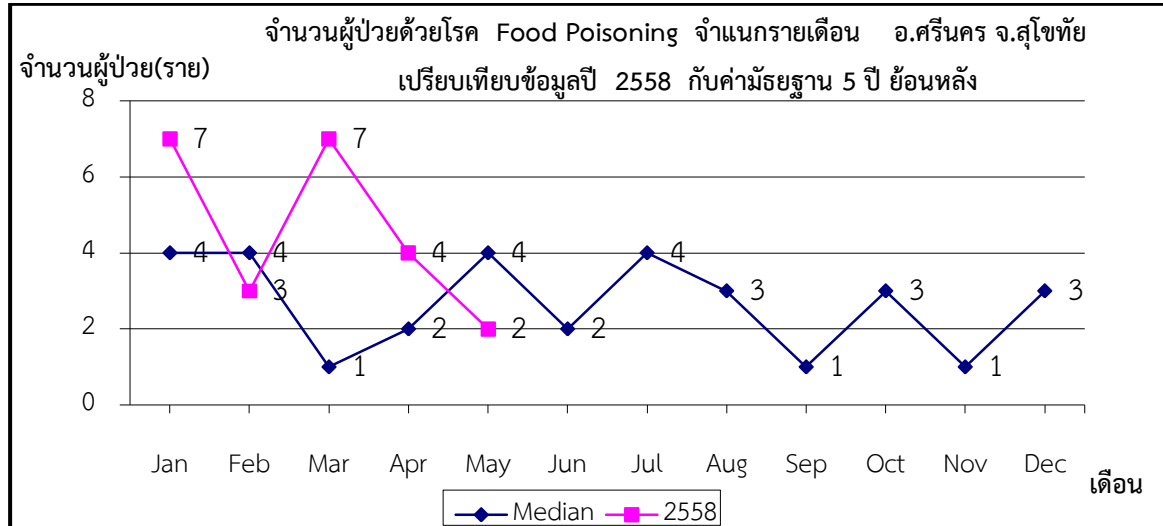 จำนวนผู้ป่วยด้วยโรค Food Poisoning จำแนกรายเดือน อ.ศรีนคร จ.สุโขทัย
จำนวนผู้ป่วย(ราย)
เปรียบเทียบข้อมูลปี 2558 กับค่ามัธยฐาน 5 ปี ย้อนหลัง
8
7 7
6
4 4 4 4 4 4
3 3 3 3
2 2 2 2
1 1 1
0
Jan Feb Mar Apr May Jun Jul Aug Sep Oct Nov Dec
เดือน
Median 2558